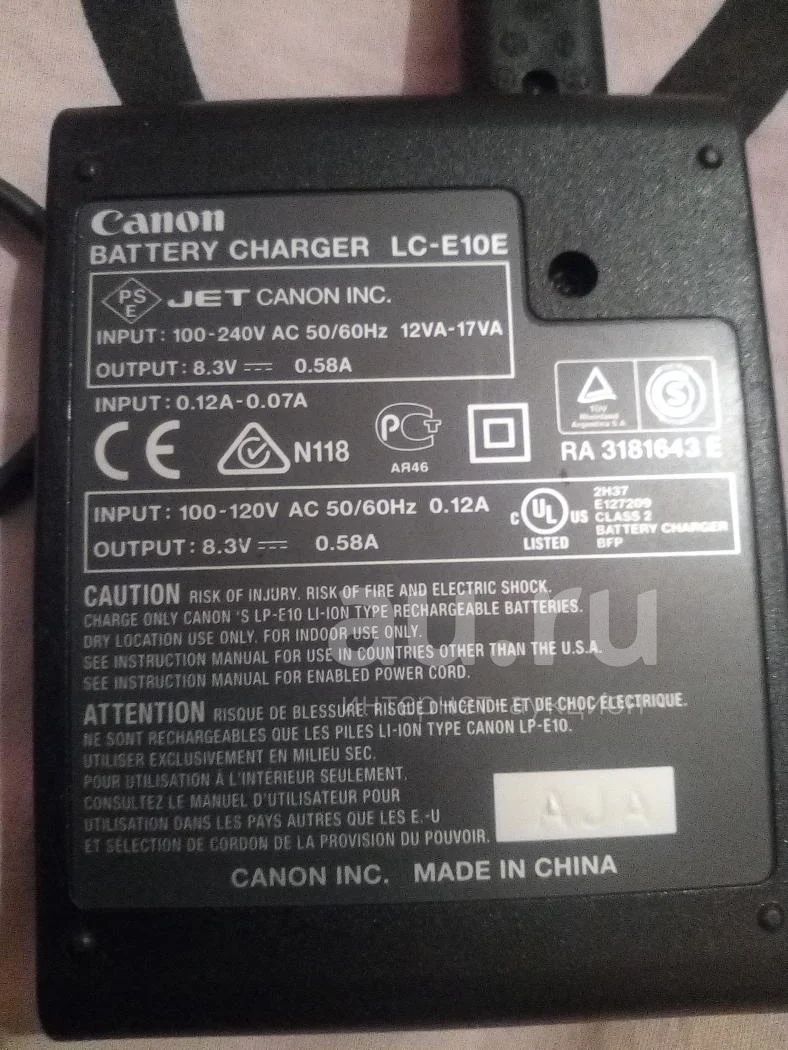 Canon
BATTERY CHARGER LC-E10E
PS E JET CANON INC.
INPUT: 100-240V AC 50/60Hz 12VA-17VA
OUTPUT: 8.3V 0.58A
INPUT: 0.12A-0.07A
CE N118 РСТ АЯ46
TÜV Rheinland Argentina S.A. S
RA 3181643 E
INPUT: 100-120V AC 50/60Hz 0.12A
OUTPUT: 8.3V 0.58A
C UL US LISTED
2H37
E127209
CLASS 2
BATTERY CHARGER
BFP
CAUTION RISK OF INJURY. RISK OF FIRE AND ELECTRIC SHOCK.
CHARGE ONLY CANON 'S LP-E10 LI-ION TYPE RECHARGEABLE BATTERIES.
DRY LOCATION USE ONLY. FOR INDOOR USE ONLY.
SEE INSTRUCTION MANUAL FOR USE IN COUNTRIES OTHER THAN THE U.S.A.
SEE INSTRUCTION MANUAL FOR ENABLED POWER CORD.
au.ru
интернет-аукцион
ATTENTION RISQUE DE BLESSURE. RISQUE D'INCENDIE ET DE CHOC ÉLECTRIQUE.
NE SONT RECHARGEABLES QUE LES PILES LI-ION TYPE CANON LP-E10.
UTILISER EXCLUSIVEMENT EN MILIEU SEC.
POUR UTILISATION À L'INTÉRIEUR SEULEMENT.
CONSULTEZ LE MANUEL D'UTILISATEUR POUR
UTILISATION DANS LES PAYS AUTRES QUE LES E.-U
ET SÉLECTION DE CORDON DE LA PROVISION DU POUVOIR.
AJA
CANON INC. MADE IN CHINA